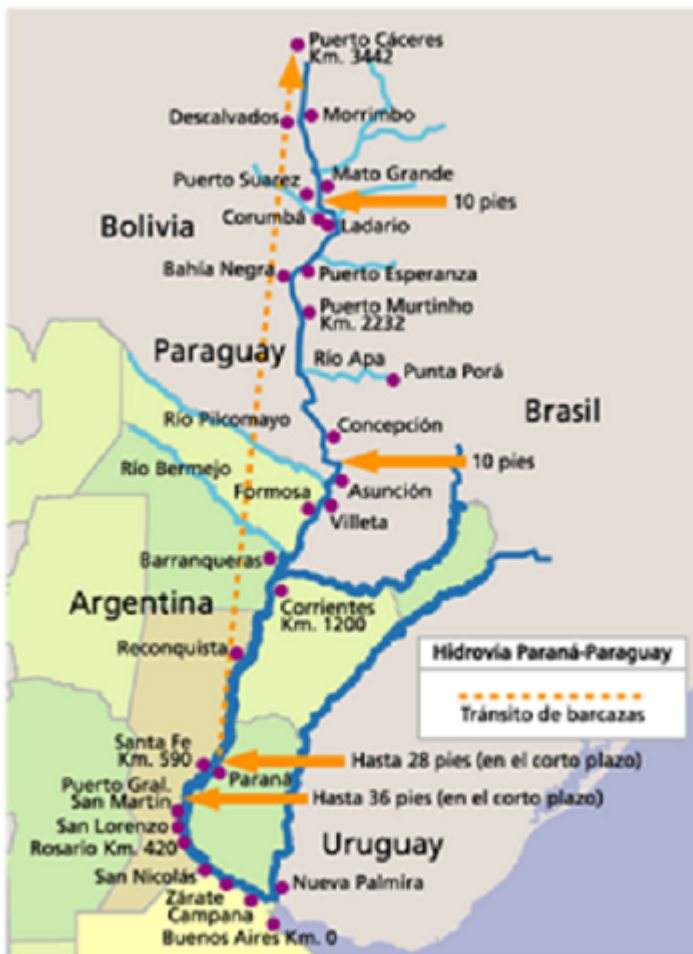 Puerto Cáceres
Km. 3442
Descalvados
Morrimbo
Mato Grande
Puerto Suarez
10 pies
Corumbá
Ladario
Bolivia
Bahía Negra
Puerto Esperanza
Puerto Murtinho
Km. 2232
Paraguay
Río Apa
Punta Porá
Brasil
Río Pilcomayo
Concepción
Río Bermejo
10 pies
Formosa
Asunción
Villeta
Barranqueras
Argentina
Corrientes
Km. 1200
Reconquista
Hidrovía Paraná-Paraguay
Tránsito de barcazas
Santa Fe
Km. 590
Paraná
Hasta 28 pies (en el corto plazo)
Puerto Gral.
San Martín
Hasta 36 pies (en el corto plazo)
San Lorenzo
Rosario Km. 420
Uruguay
San Nicolás
Nueva Palmira
Zárate
Campana
Buenos Aires Km. 0